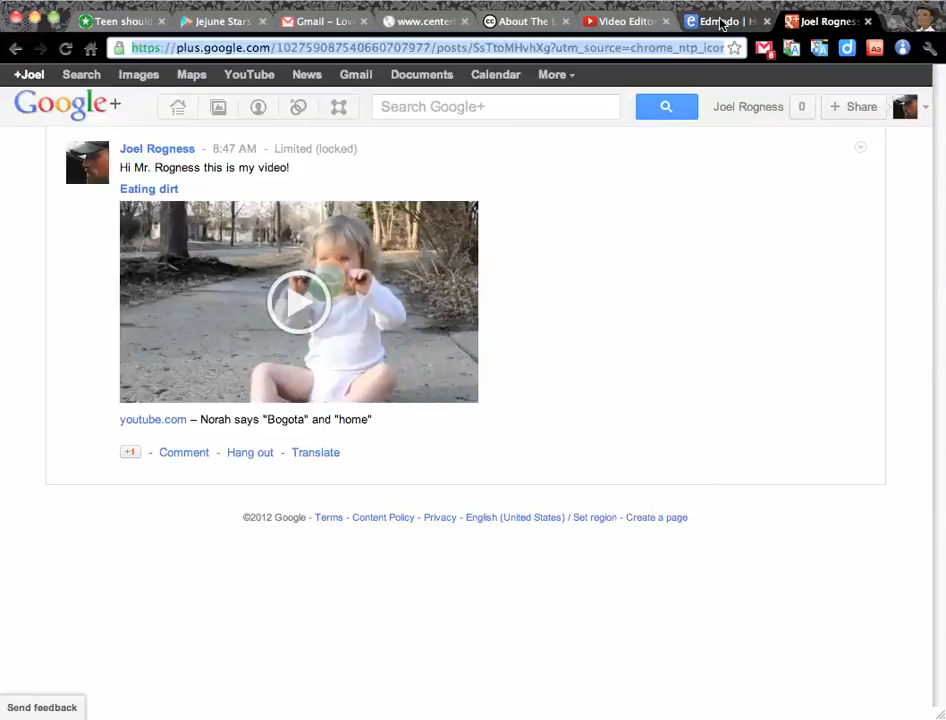 Teen should
Jejune Stars
Gmail – Lov
www.center
About The L
Video Editor
Edmodo | H
Joel Rogness
https://plus.google.com/102759087540660707977/posts/SsTtoMHvhXg?utm_source=chrome_ntp_icon
+Joel Search Images Maps YouTube News Gmail Documents Calendar More
Google+
Search Google+
Joel Rogness 0 + Share
Joel Rogness - 8:47 AM - Limited (locked)
Hi Mr. Rogness this is my video!
Eating dirt
youtube.com – Norah says "Bogota" and "home"
+1 - Comment - Hang out - Translate
©2012 Google - Terms - Content Policy - Privacy - English (United States) / Set region - Create a page
Send feedback